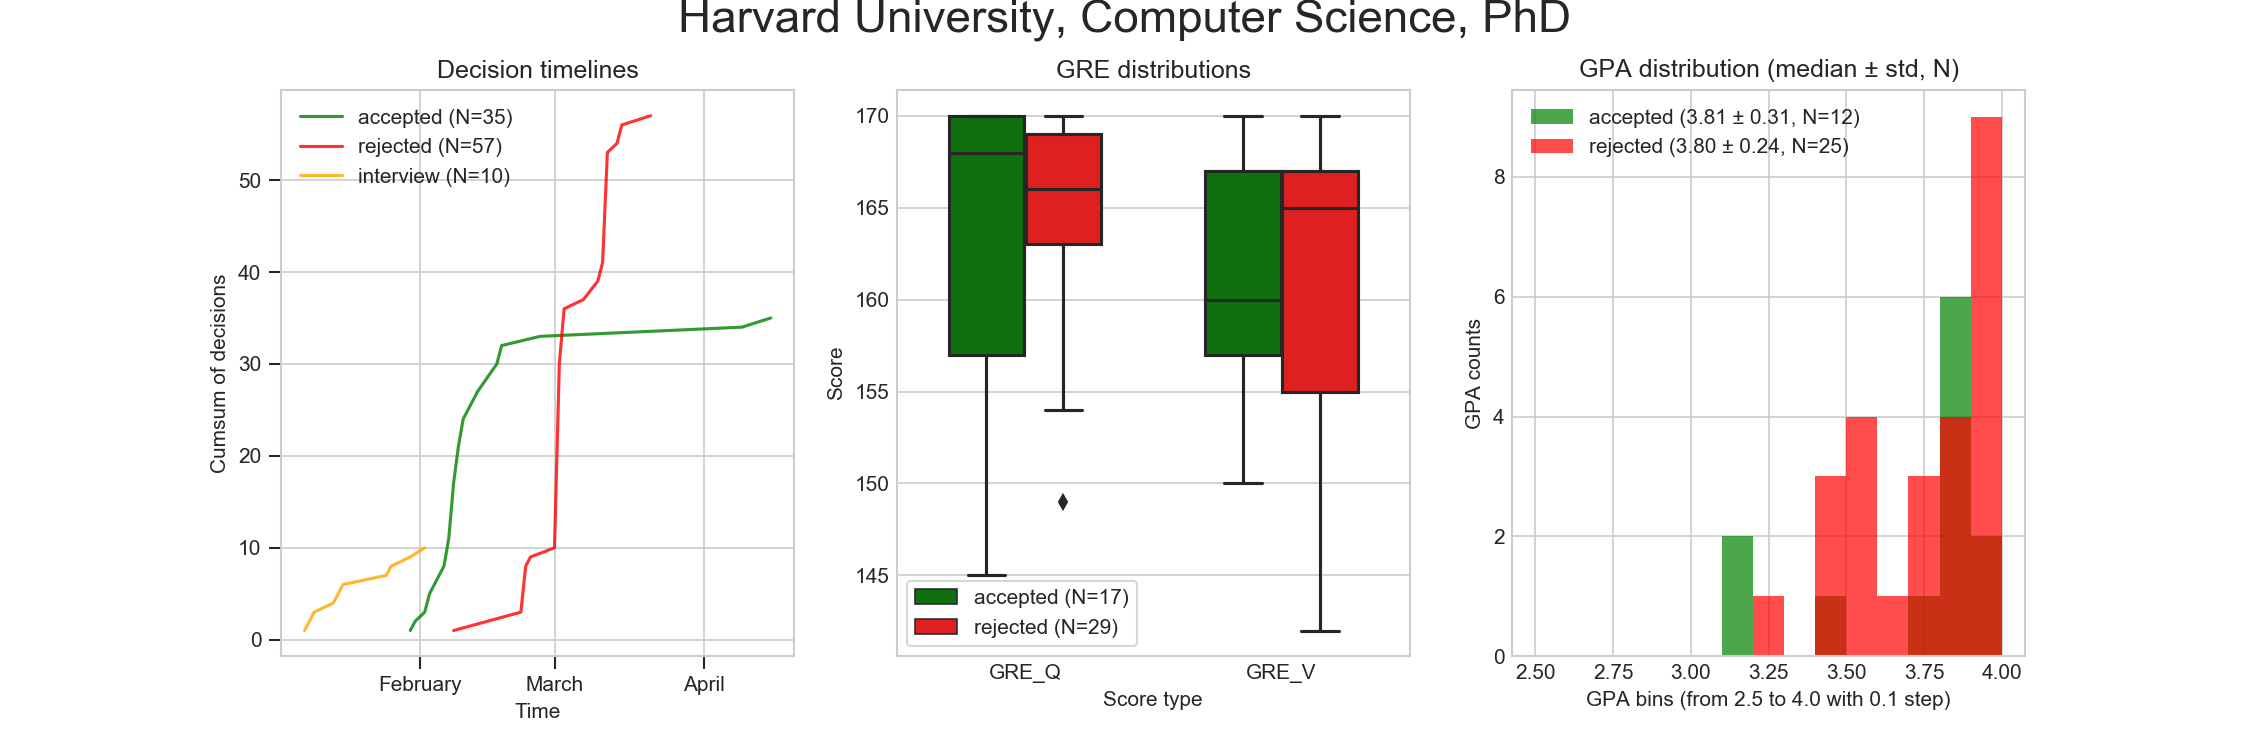 Harvard University, Computer Science, PhD
Decision timelines
accepted (N=35)
rejected (N=57)
interview (N=10)
50
40
30
20
10
0
Cumsum of decisions
February March April
Time
GRE distributions
170
165
160
155
150
145
Score
accepted (N=17)
rejected (N=29)
GRE_Q GRE_V
Score type
GPA distribution (median ± std, N)
accepted (3.81 ± 0.31, N=12)
rejected (3.80 ± 0.24, N=25)
8
6
4
2
0
GPA counts
2.50 2.75 3.00 3.25 3.50 3.75 4.00
GPA bins (from 2.5 to 4.0 with 0.1 step)